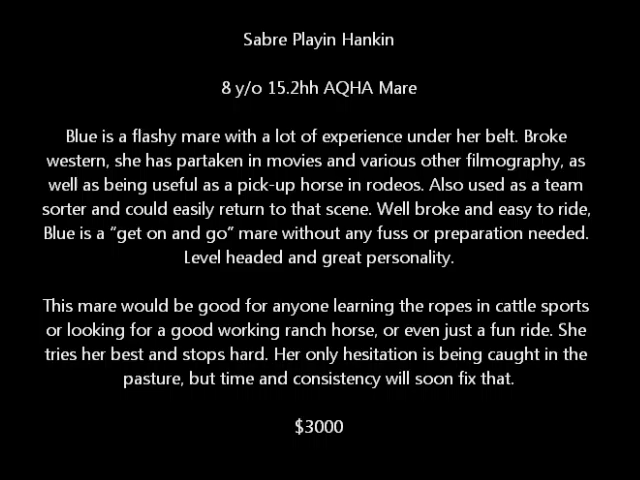 Sabre Playin Hankin
8 y/o 15.2hh AQHA Mare
Blue is a flashy mare with a lot of experience under her belt. Broke
western, she has partaken in movies and various other filmography, as
well as being useful as a pick-up horse in rodeos. Also used as a team
sorter and could easily return to that scene. Well broke and easy to ride,
Blue is a “get on and go” mare without any fuss or preparation needed.
Level headed and great personality.
This mare would be good for anyone learning the ropes in cattle sports
or looking for a good working ranch horse, or even just a fun ride. She
tries her best and stops hard. Her only hesitation is being caught in the
pasture, but time and consistency will soon fix that.
$3000